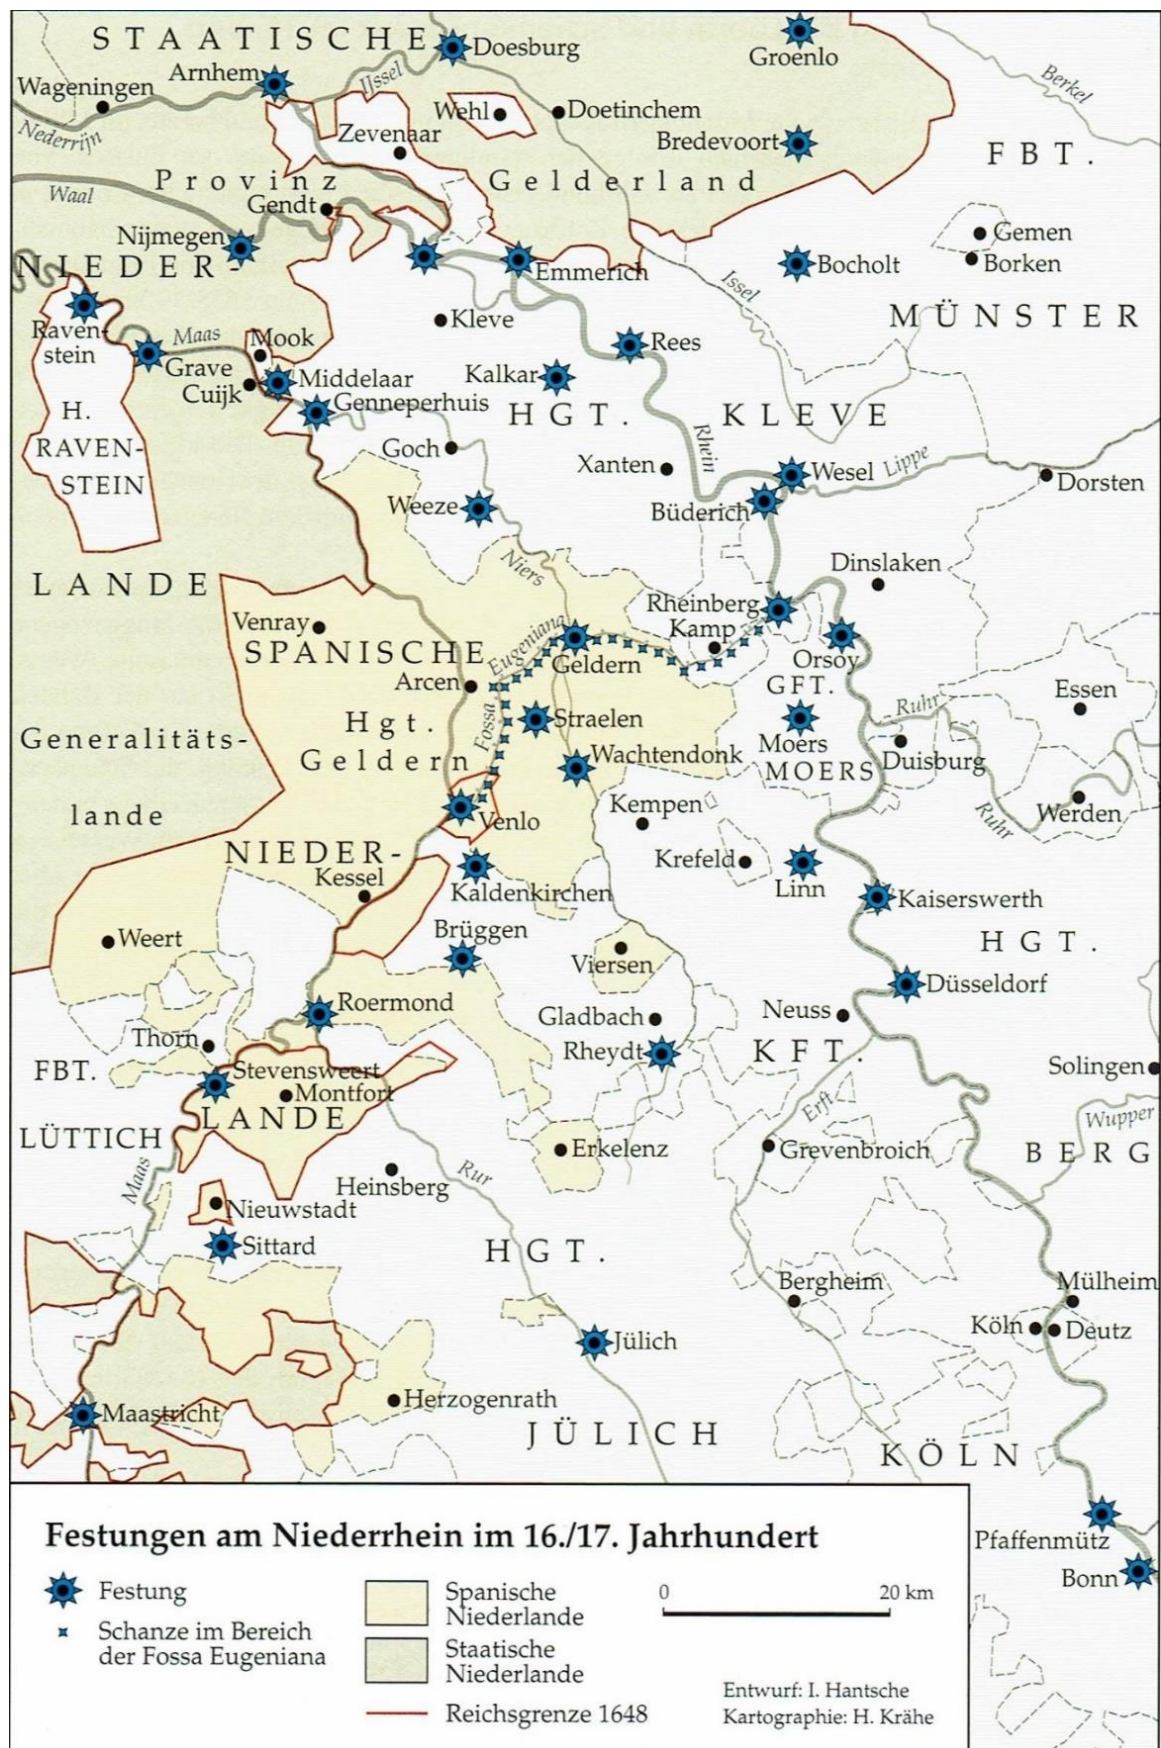 STAATISCHE
Doesburg
Groenlo
Arnhem
IJssel
Wageningen
Berkel
Wehl
Doetinchem
Nederrijn
Zevenaar
Bredevoort
FBT.
Provinz
Gelderland
Waal
Gendt
Nijmegen
Gemen
NIEDER-
Emmerich
Bocholt
Borken
Issel
MÜNSTER
Raven-
stein
Maas
Mook
Kleve
Rees
Grave
Cuijk
Middelaar
Kalkar
Genneperhuis
H.
RAVEN-
STEIN
HGT.
KLEVE
Goch
Rhein
Xanten
Wesel
Lippe
Dorsten
Weeze
Büderich
Niers
Dinslaken
LANDE
Venray
Rheinberg
Kamp
SPANISCHE
Eugeniana
Geldern
Orsoy
Arcen
GFT.
Essen
Hgt.
Geldern
Fossa
Straelen
Ruhr
Generalitäts-
lande
Wachtendonk
Moers
MOERS
Duisburg
Kempen
Ruhr
Werden
Venlo
NIEDER-
Kessel
Kaldenkirchen
Krefeld
Linn
Kaiserswerth
Weert
Brüggen
Viersen
HGT.
Düsseldorf
Roermond
Gladbach
Neuss
Thorn
Rheydt
KFT.
FBT.
Stevensweert
Montfort
Solingen
LANDE
LÜTTICH
Erft
Wupper
Maas
Erkelenz
Grevenbroich
BERG
Heinsberg
Rur
Nieuwstadt
Sittard
HGT.
Bergheim
Mülheim
Köln
Deutz
Jülich
Maastricht
Herzogenrath
JÜLICH
KÖLN
Pfaffenmütz
Bonn
Festungen am Niederrhein im 16./17. Jahrhundert
Festung
Schanze im Bereich
der Fossa Eugeniana
Spanische
Niederlande
Staatische
Niederlande
Reichsgrenze 1648
0 20 km
Entwurf: I. Hantsche
Kartographie: H. Krähe